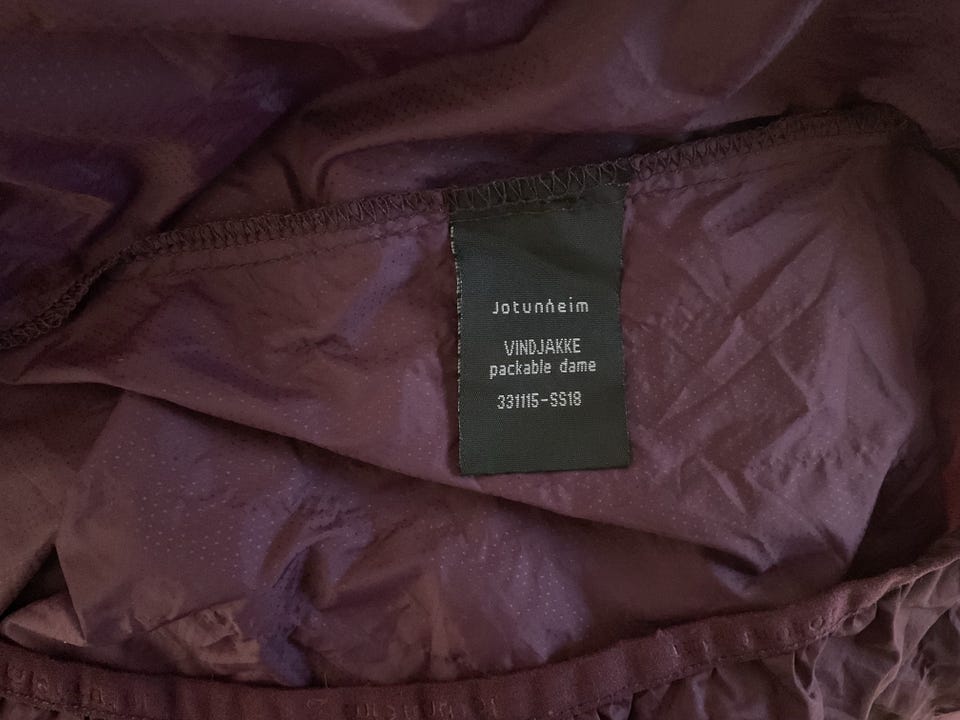 Jotunheim
VINDJAKKE
packable dame
331115-SS18